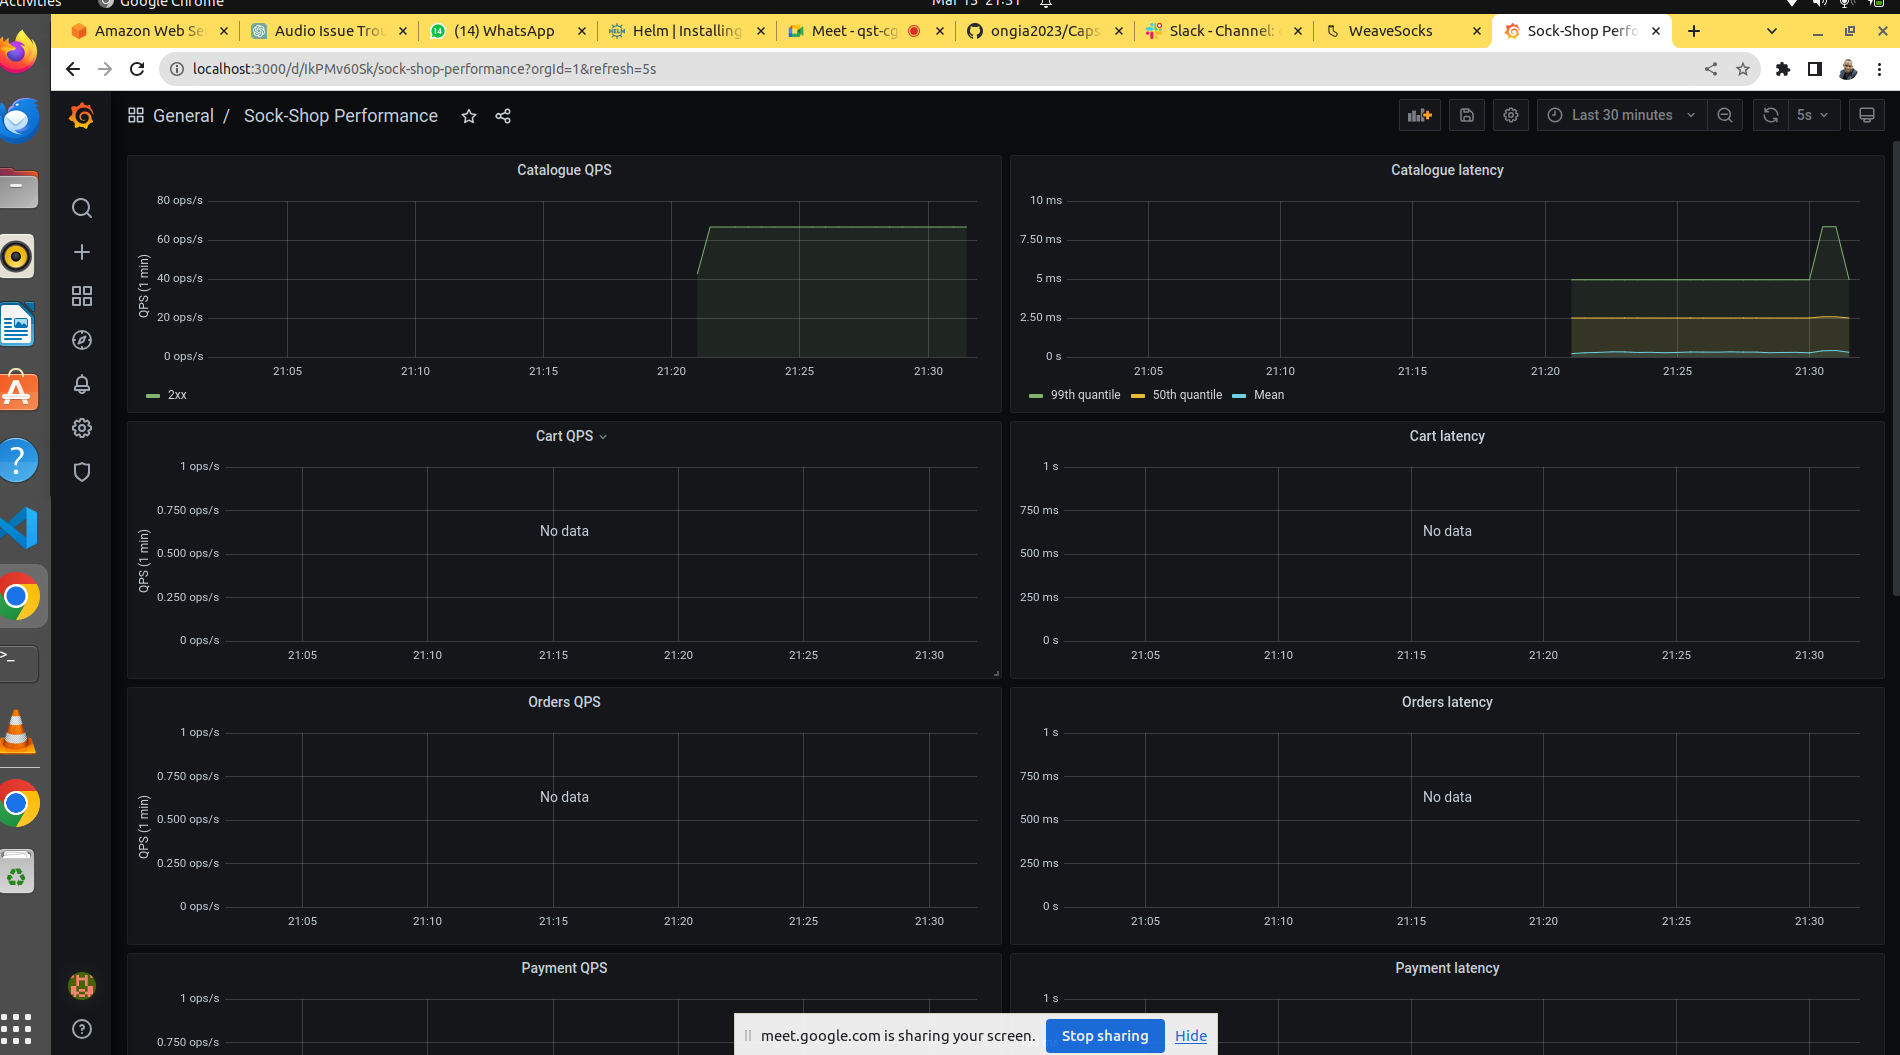 Activities
Google Chrome
Mar 13 21:31
Amazon Web Se
Audio Issue Trou
(14) WhatsApp
Helm | Installing
Meet - qst-cg
ongia2023/Caps
Slack - Channel:
WeaveSocks
Sock-Shop Perfo
localhost:3000/d/IkPMv60Sk/sock-shop-performance?orgId=1&refresh=5s
General / Sock-Shop Performance
Last 30 minutes
5s
Catalogue QPS
80 ops/s
60 ops/s
40 ops/s
20 ops/s
0 ops/s
QPS (1 min)
21:05 21:10 21:15 21:20 21:25 21:30
2xx
Catalogue latency
10 ms
7.50 ms
5 ms
2.50 ms
0 s
21:05 21:10 21:15 21:20 21:25 21:30
99th quantile 50th quantile Mean
Cart QPS
1 ops/s
0.750 ops/s
0.500 ops/s
0.250 ops/s
0 ops/s
QPS (1 min)
No data
21:05 21:10 21:15 21:20 21:25 21:30
Cart latency
1 s
750 ms
500 ms
250 ms
0 s
No data
21:05 21:10 21:15 21:20 21:25 21:30
Orders QPS
1 ops/s
0.750 ops/s
0.500 ops/s
0.250 ops/s
0 ops/s
QPS (1 min)
No data
21:05 21:10 21:15 21:20 21:25 21:30
Orders latency
1 s
750 ms
500 ms
250 ms
0 s
No data
21:05 21:10 21:15 21:20 21:25 21:30
Payment QPS
1 ops/s
0.750 ops/s
Payment latency
1 s
meet.google.com is sharing your screen.
Stop sharing
Hide